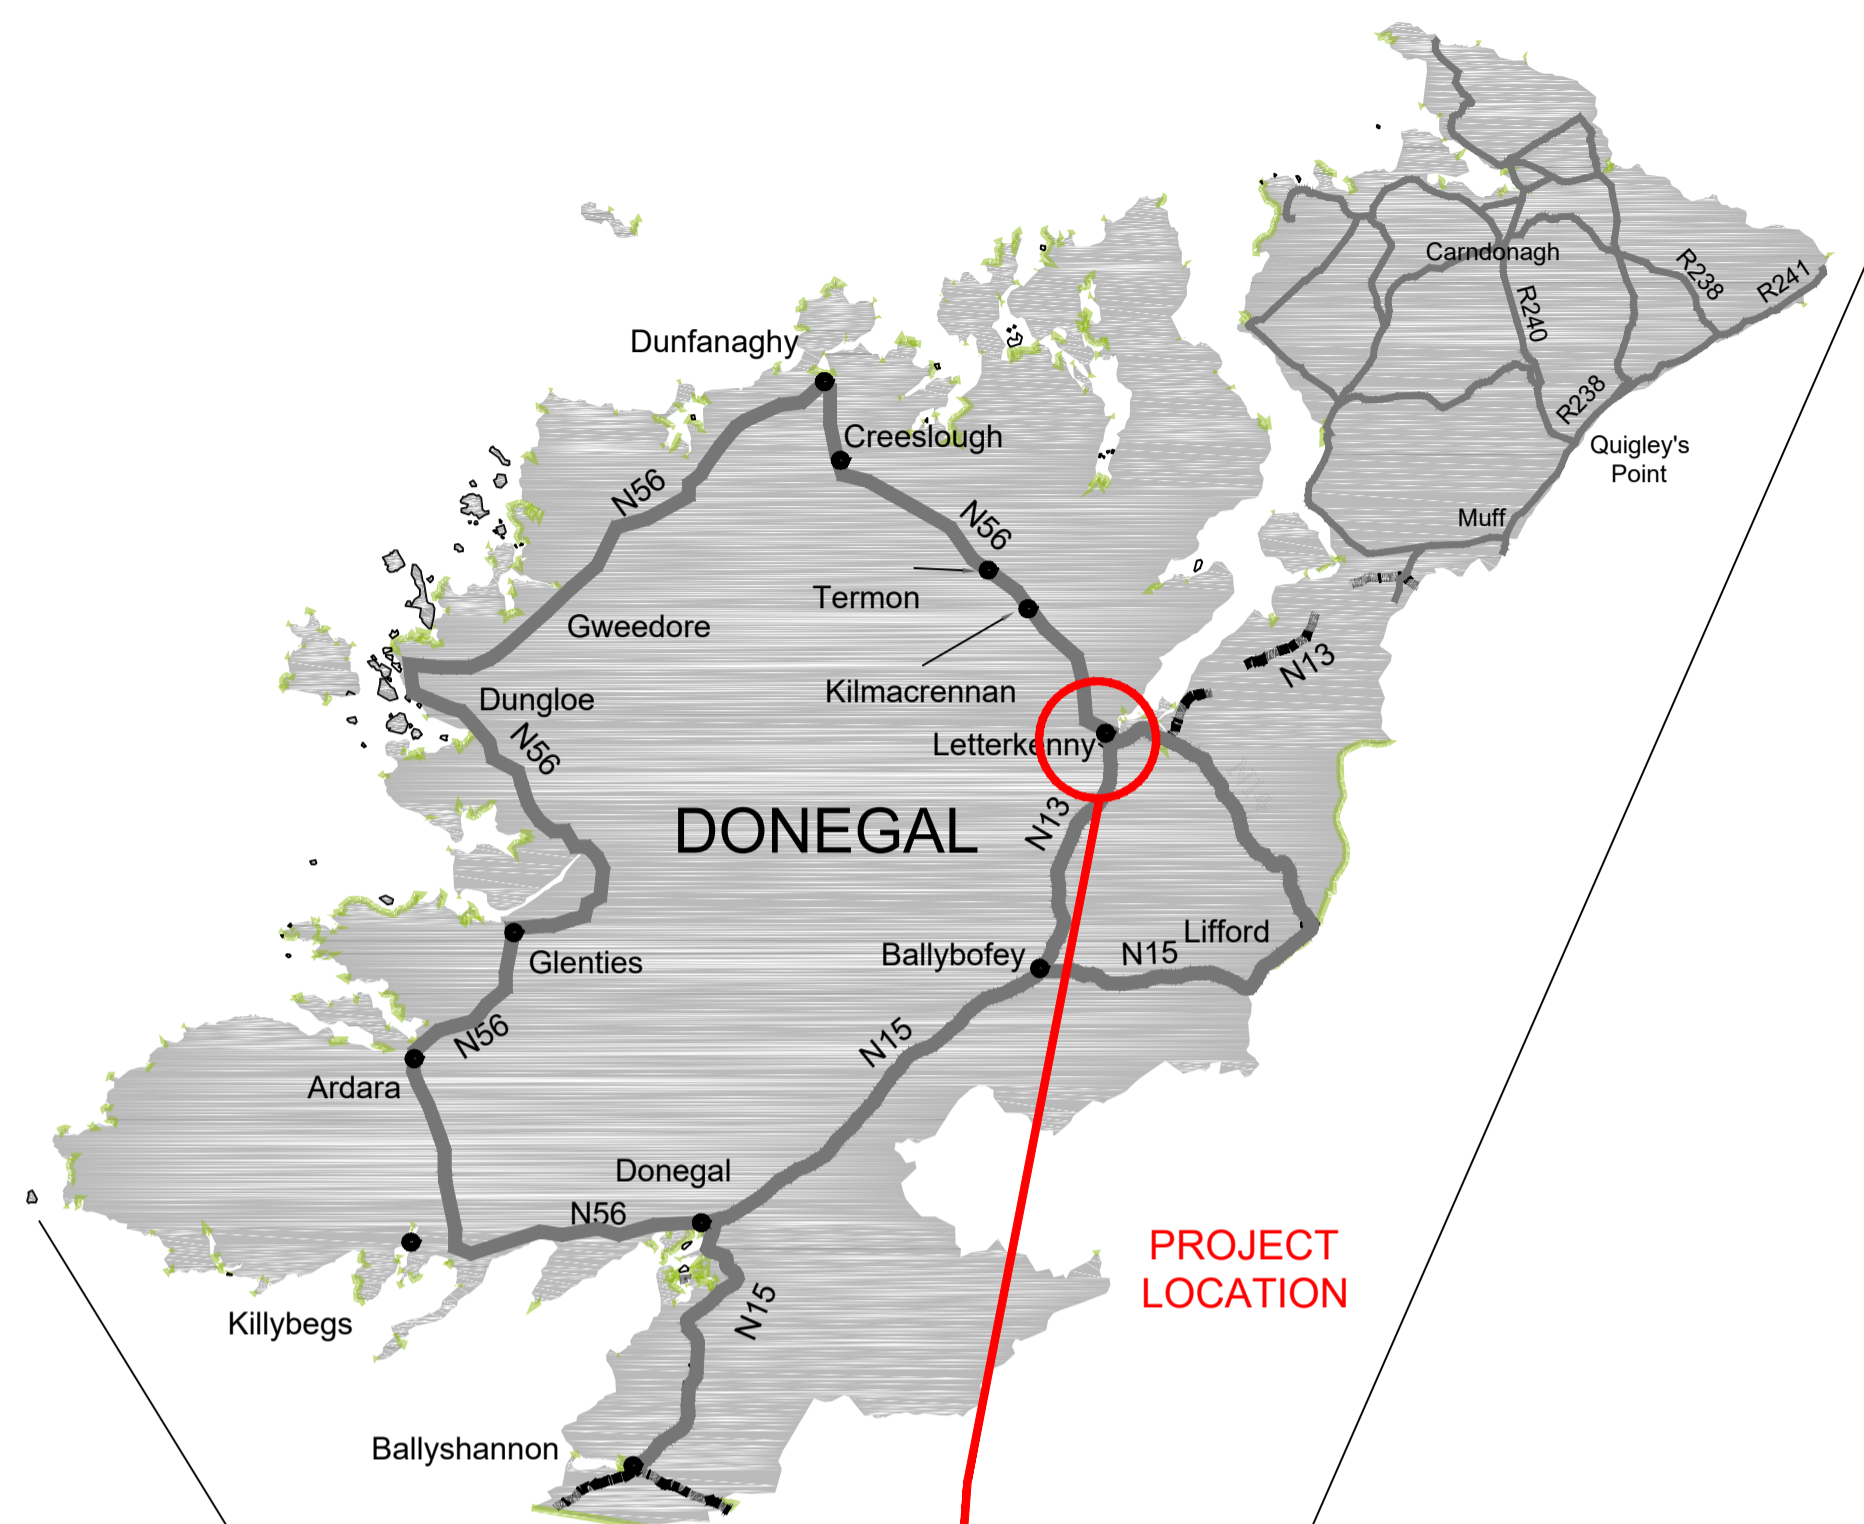 Carndonagh
R238
R241
R240
Dunfanaghy
R238
Creeslough
Quigley's
Point
N56
N56
Muff
Termon
Gweedore
N13
Kilmacrennan
Dungloe
N56
Letterkenny
DONEGAL
N13
Lifford
Ballybofey
N15
Glenties
N56
N15
Ardara
Donegal
N56
PROJECT
LOCATION
N15
Killybegs
Ballyshannon